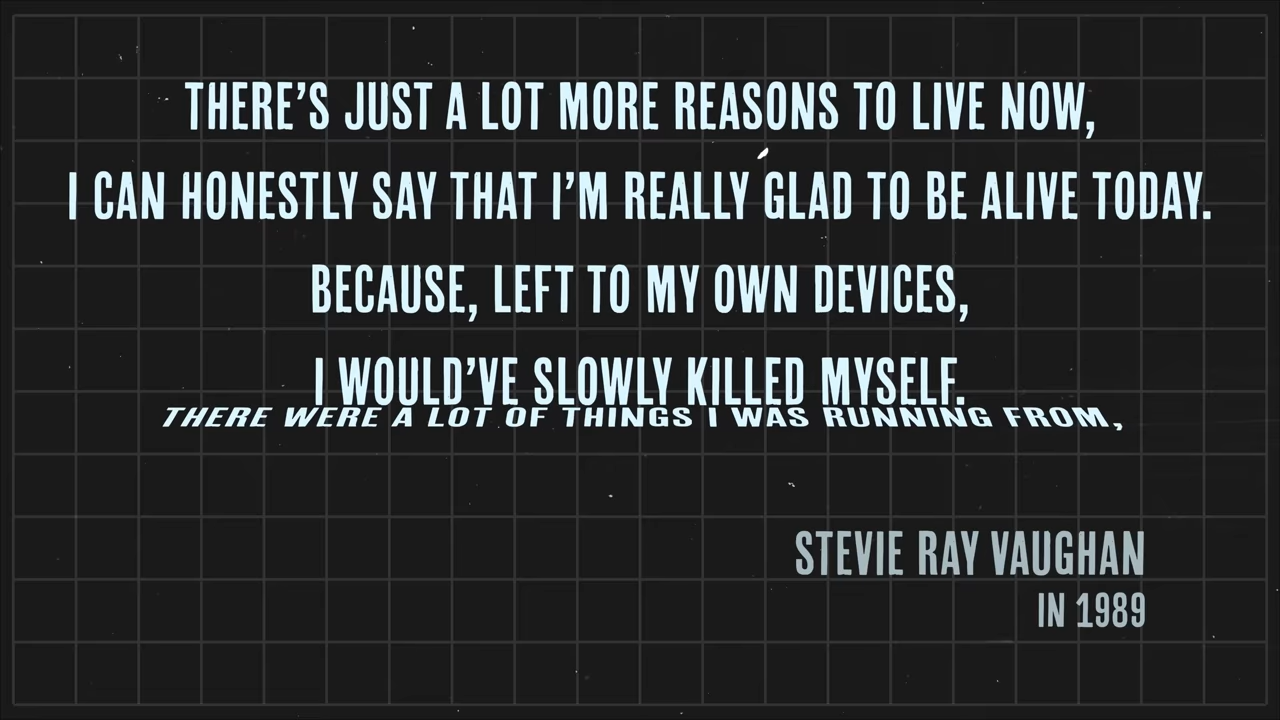 THERE'S JUST A LOT MORE REASONS TO LIVE NOW,
I CAN HONESTLY SAY THAT I'M REALLY GLAD TO BE ALIVE TODAY.
BECAUSE, LEFT TO MY OWN DEVICES,
I WOULD'VE SLOWLY KILLED MYSELF.
THERE WERE A LOT OF THINGS I WAS RUNNING FROM,
STEVIE RAY VAUGHAN
IN 1989